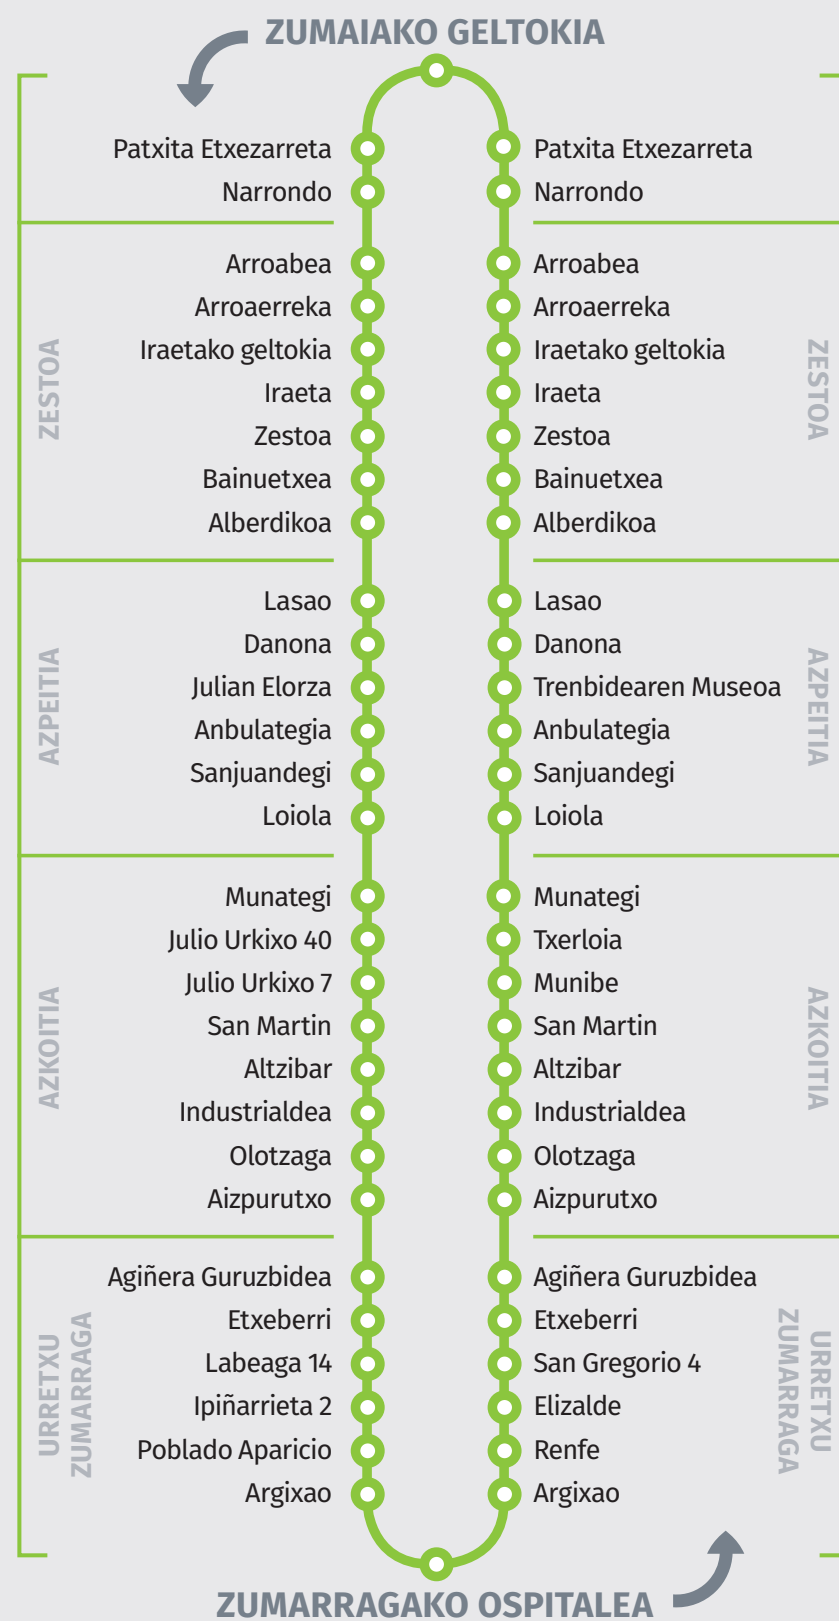 ZUMAIAKO GELTOKIA
Patxita Etxezarreta
Narrondo
ZESTOA
Arroabea
Arroaerreka
Iraetako geltokia
Iraeta
Zestoa
Bainuetxea
Alberdikoa
AZPEITIA
Lasao
Danona
Julian Elorza
Anbulategia
Sanjuandegi
Loiola
AZKOITIA
Munategi
Julio Urkixo 40
Julio Urkixo 7
San Martin
Altzibar
Industrialdea
Olotzaga
Aizpurutxo
URRETXU
ZUMARRAGA
Agiñera Guruzbidea
Etxeberri
Labeaga 14
Ipiñarrieta 2
Poblado Aparicio
Argixao
Patxita Etxezarreta
Narrondo
Arroabea
Arroaerreka
Iraetako geltokia
Iraeta
Zestoa
Bainuetxea
Alberdikoa
ZESTOA
Lasao
Danona
Trenbidearen Museoa
Anbulategia
Sanjuandegi
Loiola
AZPEITIA
Munategi
Txerloia
Munibe
San Martin
Altzibar
Industrialdea
Olotzaga
Aizpurutxo
AZKOITIA
Agiñera Guruzbidea
Etxeberri
San Gregorio 4
Elizalde
Renfe
Argixao
URRETXU
ZUMARRAGA
ZUMARRAGAKO OSPITALEA